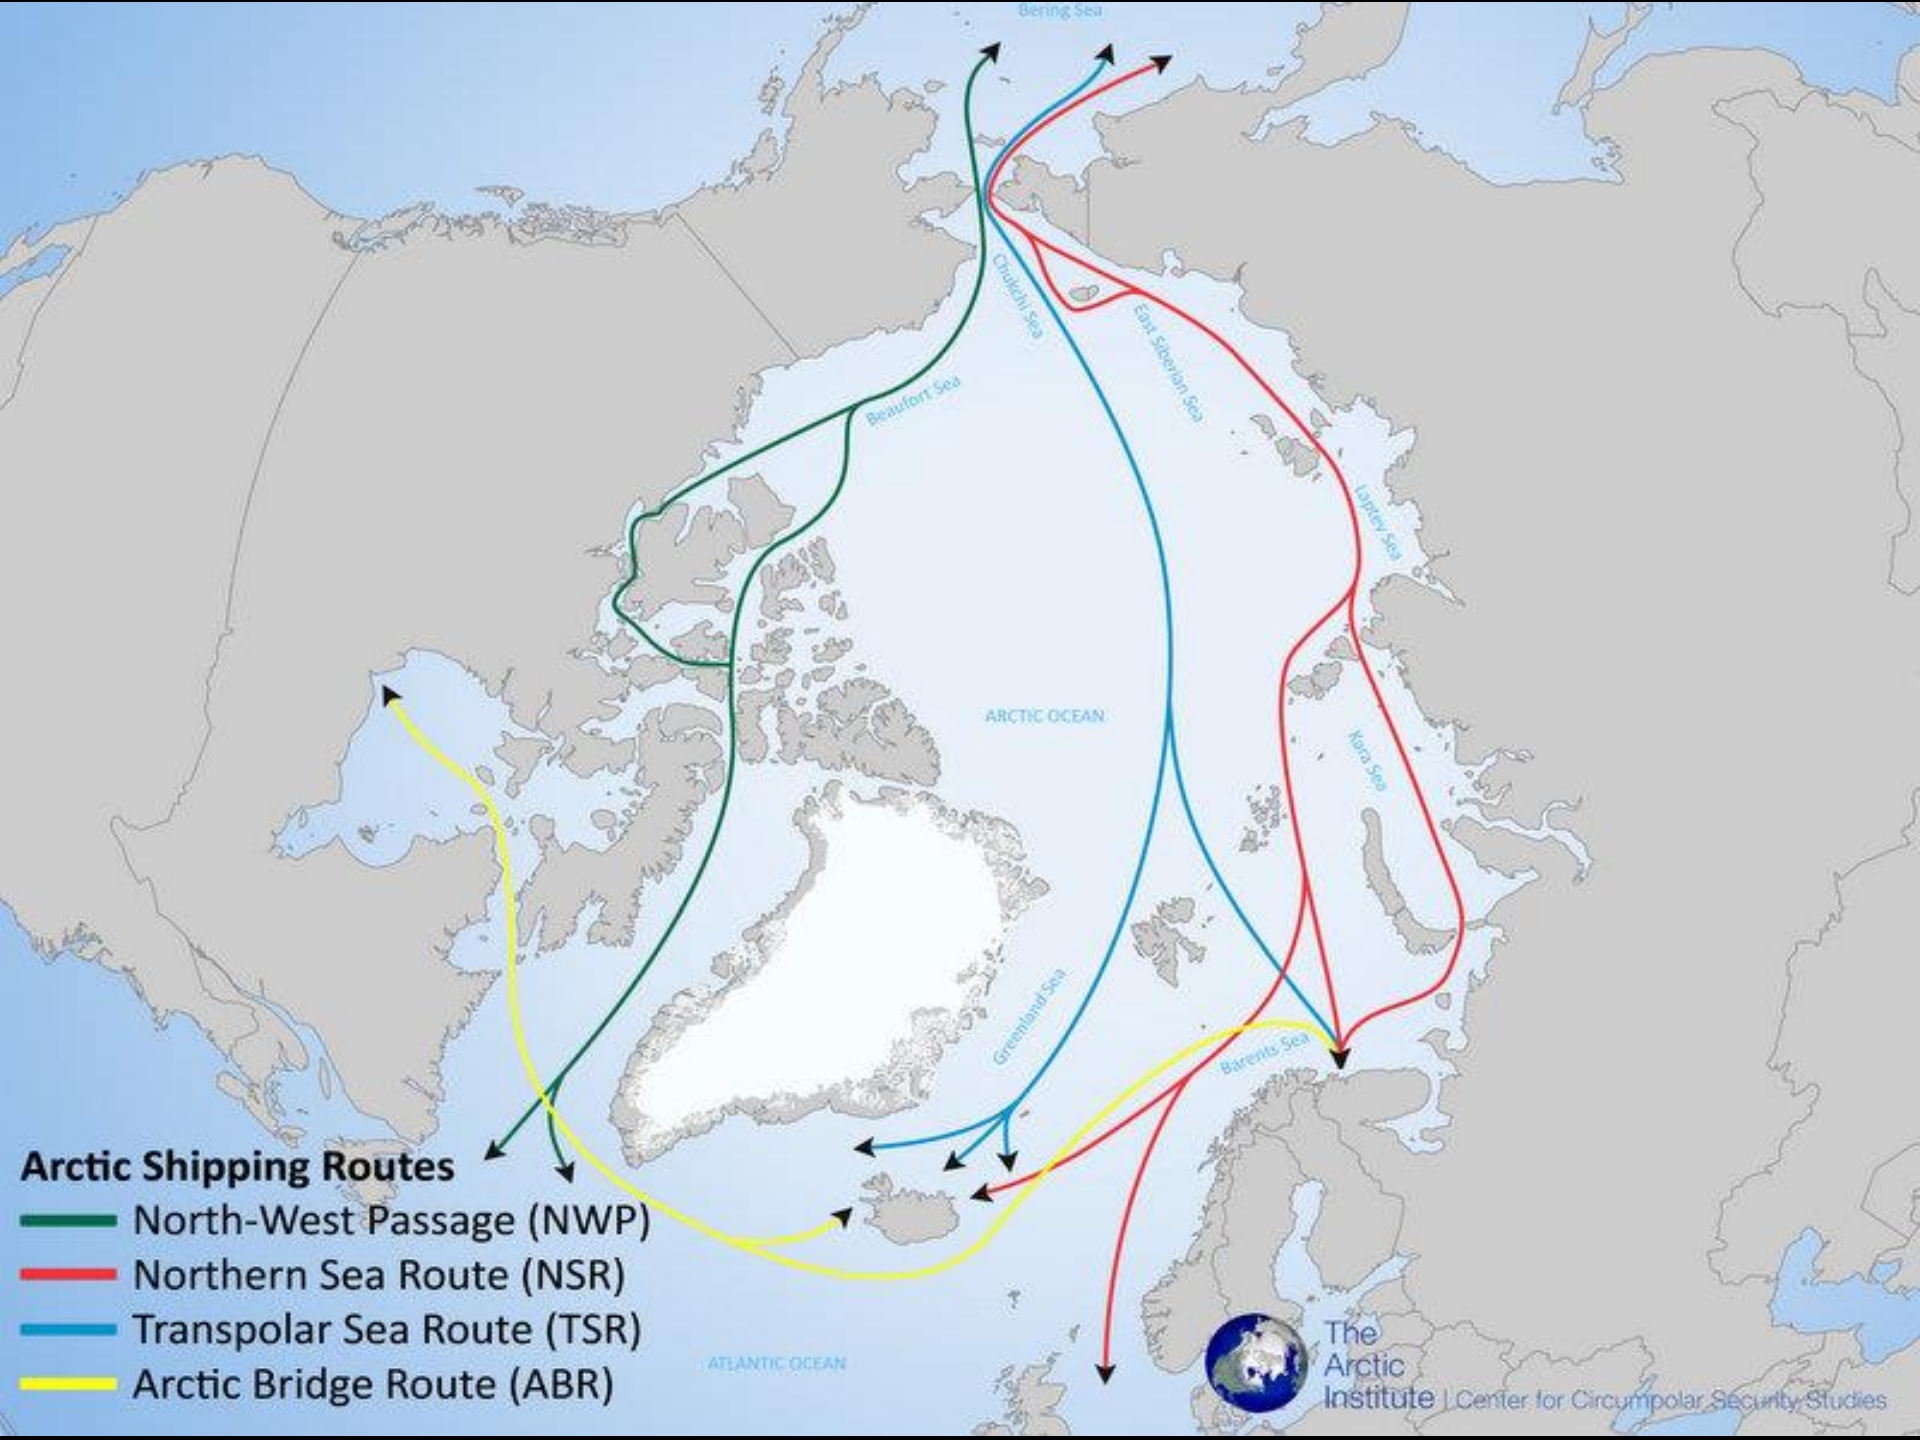 Bering Sea
Chukchi Sea
East Siberian Sea
Beaufort Sea
Laptev Sea
ARCTIC OCEAN
Kara Sea
Greenland Sea
Barents Sea
Arctic Shipping Routes
North-West Passage (NWP)
Northern Sea Route (NSR)
Transpolar Sea Route (TSR)
Arctic Bridge Route (ABR)
ATLANTIC OCEAN
The
Arctic
Institute | Center for Circumpolar Security Studies